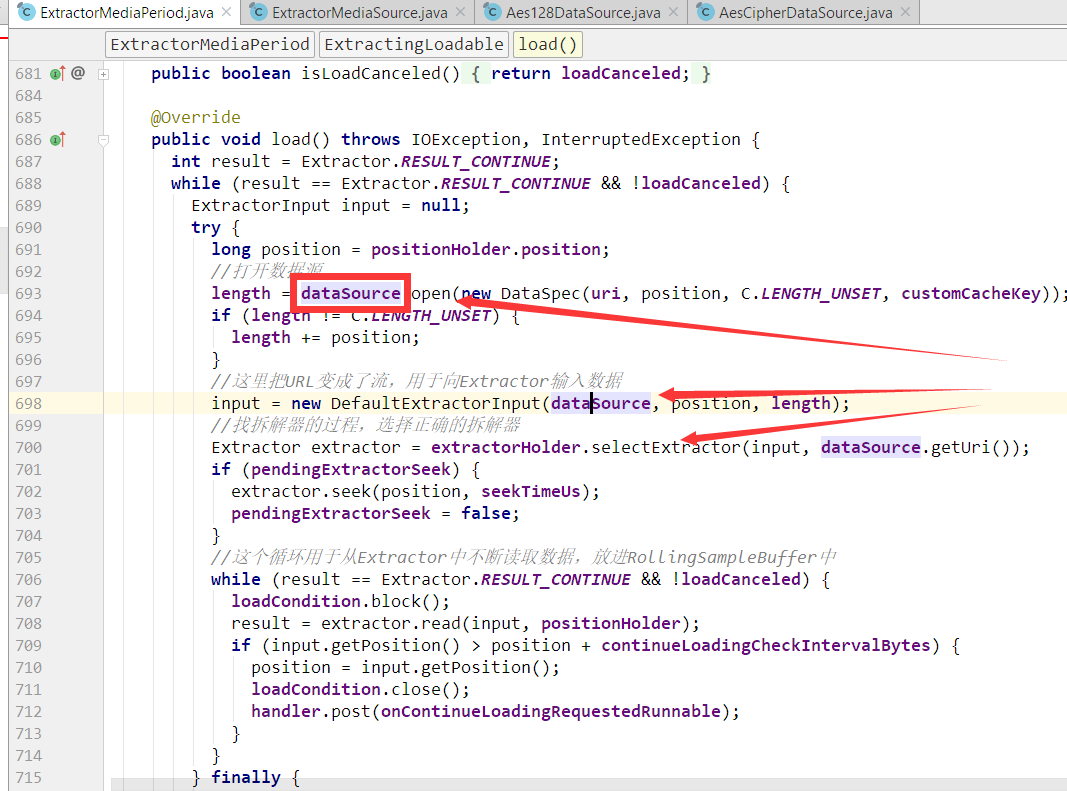 ExtractorMediaPeriod.java × ExtractorMediaSource.java × Aes128DataSource.java × AesCipherDataSource.java ×
ExtractorMediaPeriod ExtractingLoadable load()
681 @ public boolean isLoadCanceled() { return loadCanceled; }
684
685 @Override
686 public void load() throws IOException, InterruptedException {
687 int result = Extractor.RESULT_CONTINUE;
688 while (result == Extractor.RESULT_CONTINUE && !loadCanceled) {
689 ExtractorInput input = null;
690 try {
691 long position = positionHolder.position;
692 //打开数据源
693 length = dataSource.open(new DataSpec(uri, position, C.LENGTH_UNSET, customCacheKey));
694 if (length != C.LENGTH_UNSET) {
695 length += position;
696 }
697 //这里把URL变成了流，用于向Extractor输入数据
698 input = new DefaultExtractorInput(dataSource, position, length);
699 //找拆解器的过程，选择正确的拆解器
700 Extractor extractor = extractorHolder.selectExtractor(input, dataSource.getUri());
701 if (pendingExtractorSeek) {
702 extractor.seek(position, seekTimeUs);
703 pendingExtractorSeek = false;
704 }
705 //这个循环用于从Extractor中不断读取数据，放进RollingSampleBuffer中
706 while (result == Extractor.RESULT_CONTINUE && !loadCanceled) {
707 loadCondition.block();
708 result = extractor.read(input, positionHolder);
709 if (input.getPosition() > position + continueLoadingCheckIntervalBytes) {
710 position = input.getPosition();
711 loadCondition.close();
712 handler.post(onContinueLoadingRequestedRunnable);
713 }
714 }
715 } finally {